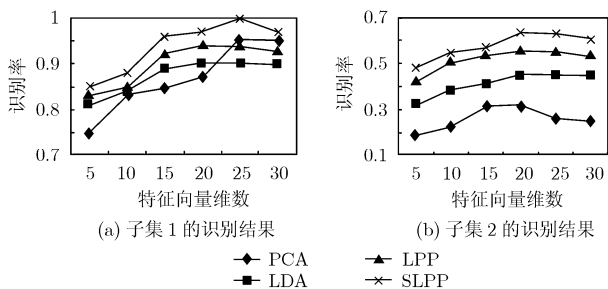 1
0.9
0.8
0.7
识别率
5 10 15 20 25 30
特征向量维数
(a) 子集 1 的识别结果
0.7
0.5
0.3
0.1
识别率
5 10 15 20 25 30
特征向量维数
(b) 子集 2 的识别结果
PCA LPP
LDA SLPP